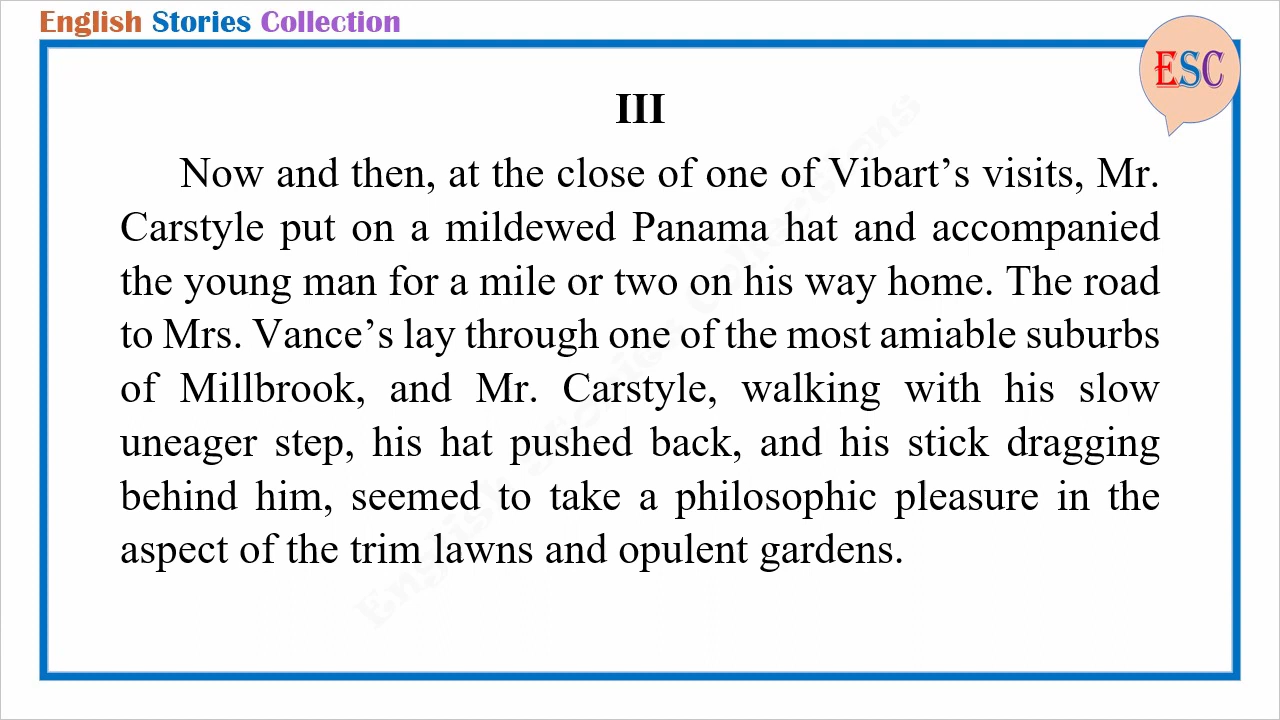 English Stories Collection
ESC
III
Now and then, at the close of one of Vibart’s visits, Mr.
Carstyle put on a mildewed Panama hat and accompanied
the young man for a mile or two on his way home. The road
to Mrs. Vance’s lay through one of the most amiable suburbs
of Millbrook, and Mr. Carstyle, walking with his slow
uneager step, his hat pushed back, and his stick dragging
behind him, seemed to take a philosophic pleasure in the
aspect of the trim lawns and opulent gardens.
English Stories Collections